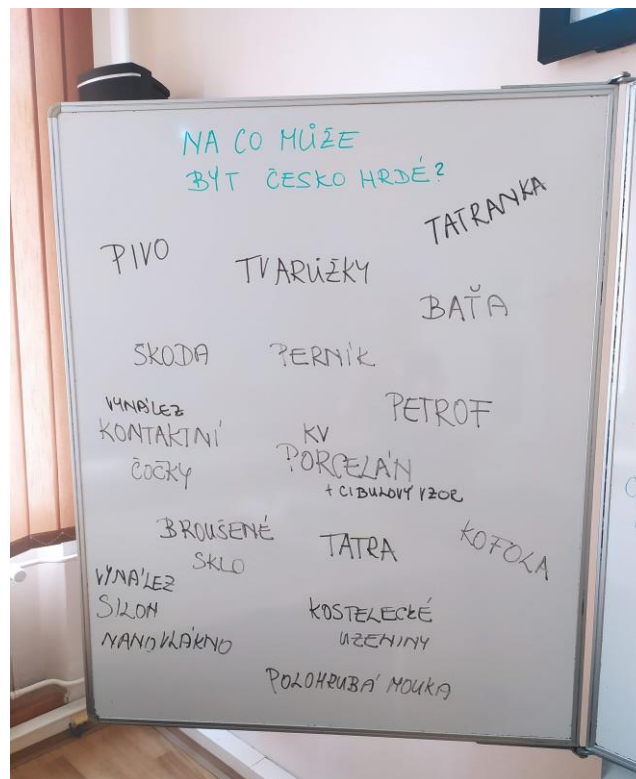 NA CO MŮŽE
BÝT ČESKO HRDÉ?
TATRANKA
PIVO
TVARŮŽKY
BAŤA
ŠKODA
PERNÍK
PETROF
VYNÁLEZ
KONTAKTNÍ
ČOČKY
KV
PORCELÁN
+ CIBULOVÝ VZOR
BROUŠENÉ
SKLO
TATRA
KOFOLA
VYNÁLEZ
SILON
NANOVLÁKNO
KOSTELECKÉ
UZENINY
POLOHRUBÁ MOUKA